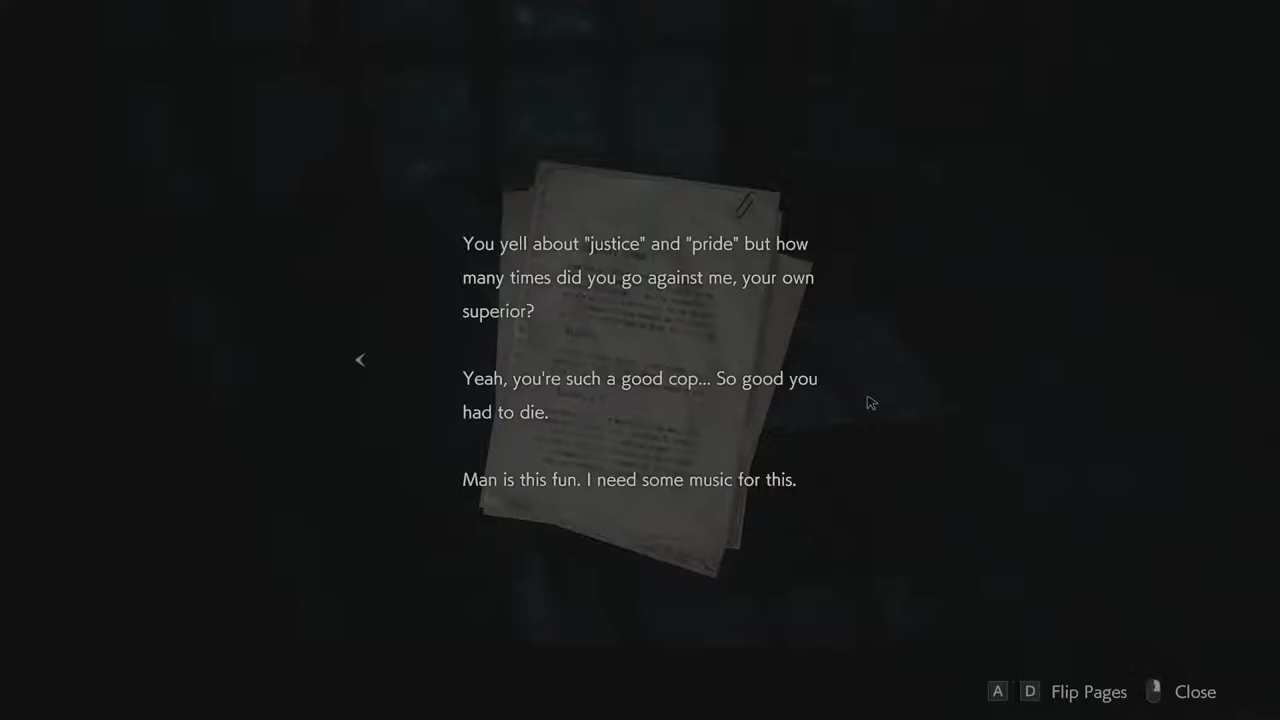 You yell about "justice" and "pride" but how
many times did you go against me, your own
superior?
Yeah, you're such a good cop... So good you
had to die.
Man is this fun. I need some music for this.
A D Flip Pages Close